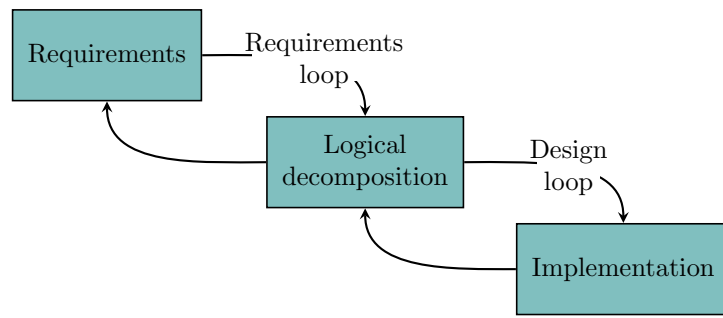 Requirements
Requirements
loop
Logical
decomposition
Design
loop
Implementation